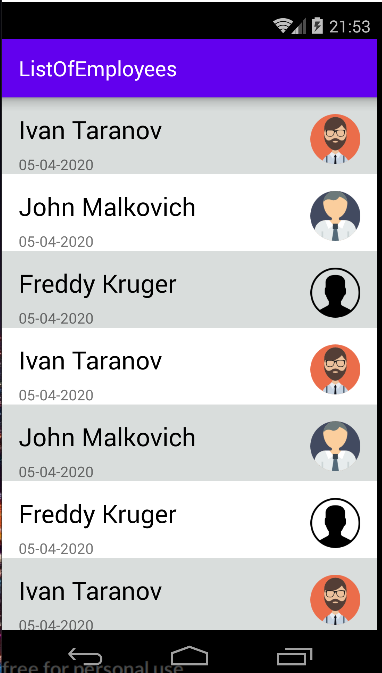 21:53
ListOfEmployees
Ivan Taranov
05-04-2020
John Malkovich
05-04-2020
Freddy Kruger
05-04-2020
Ivan Taranov
05-04-2020
John Malkovich
05-04-2020
Freddy Kruger
05-04-2020
Ivan Taranov
05-04-2020
free for personal use